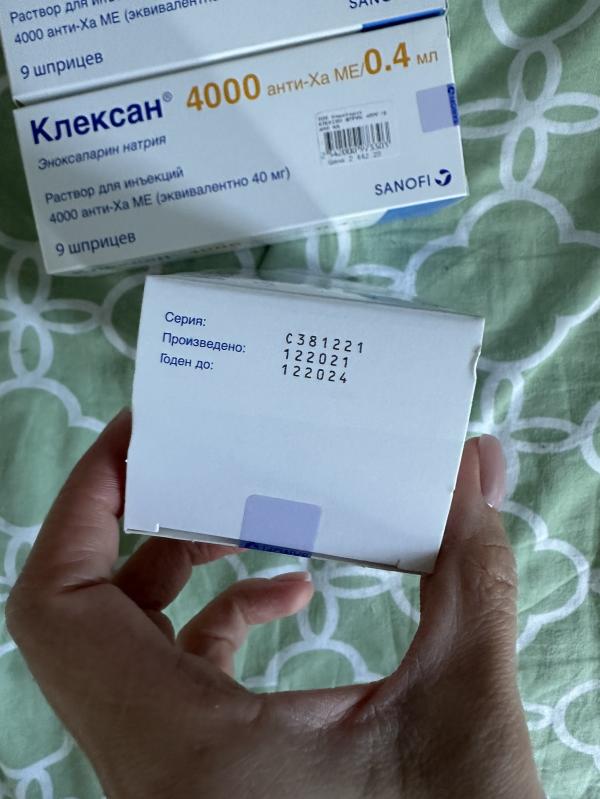 Раствор для инъ
4000 анти-Ха МЕ (эквивалентно
SANO
9 шприцев
Клексан® 4000 анти-Ха МЕ/0.4 мл
Эноксапарин натрия
Раствор для инъекций
4000 анти-Ха МЕ (эквивалентно 40 мг)
SANOFI
9 шприцев
Серия: C381221
Произведено: 122021
Годен до: 122024